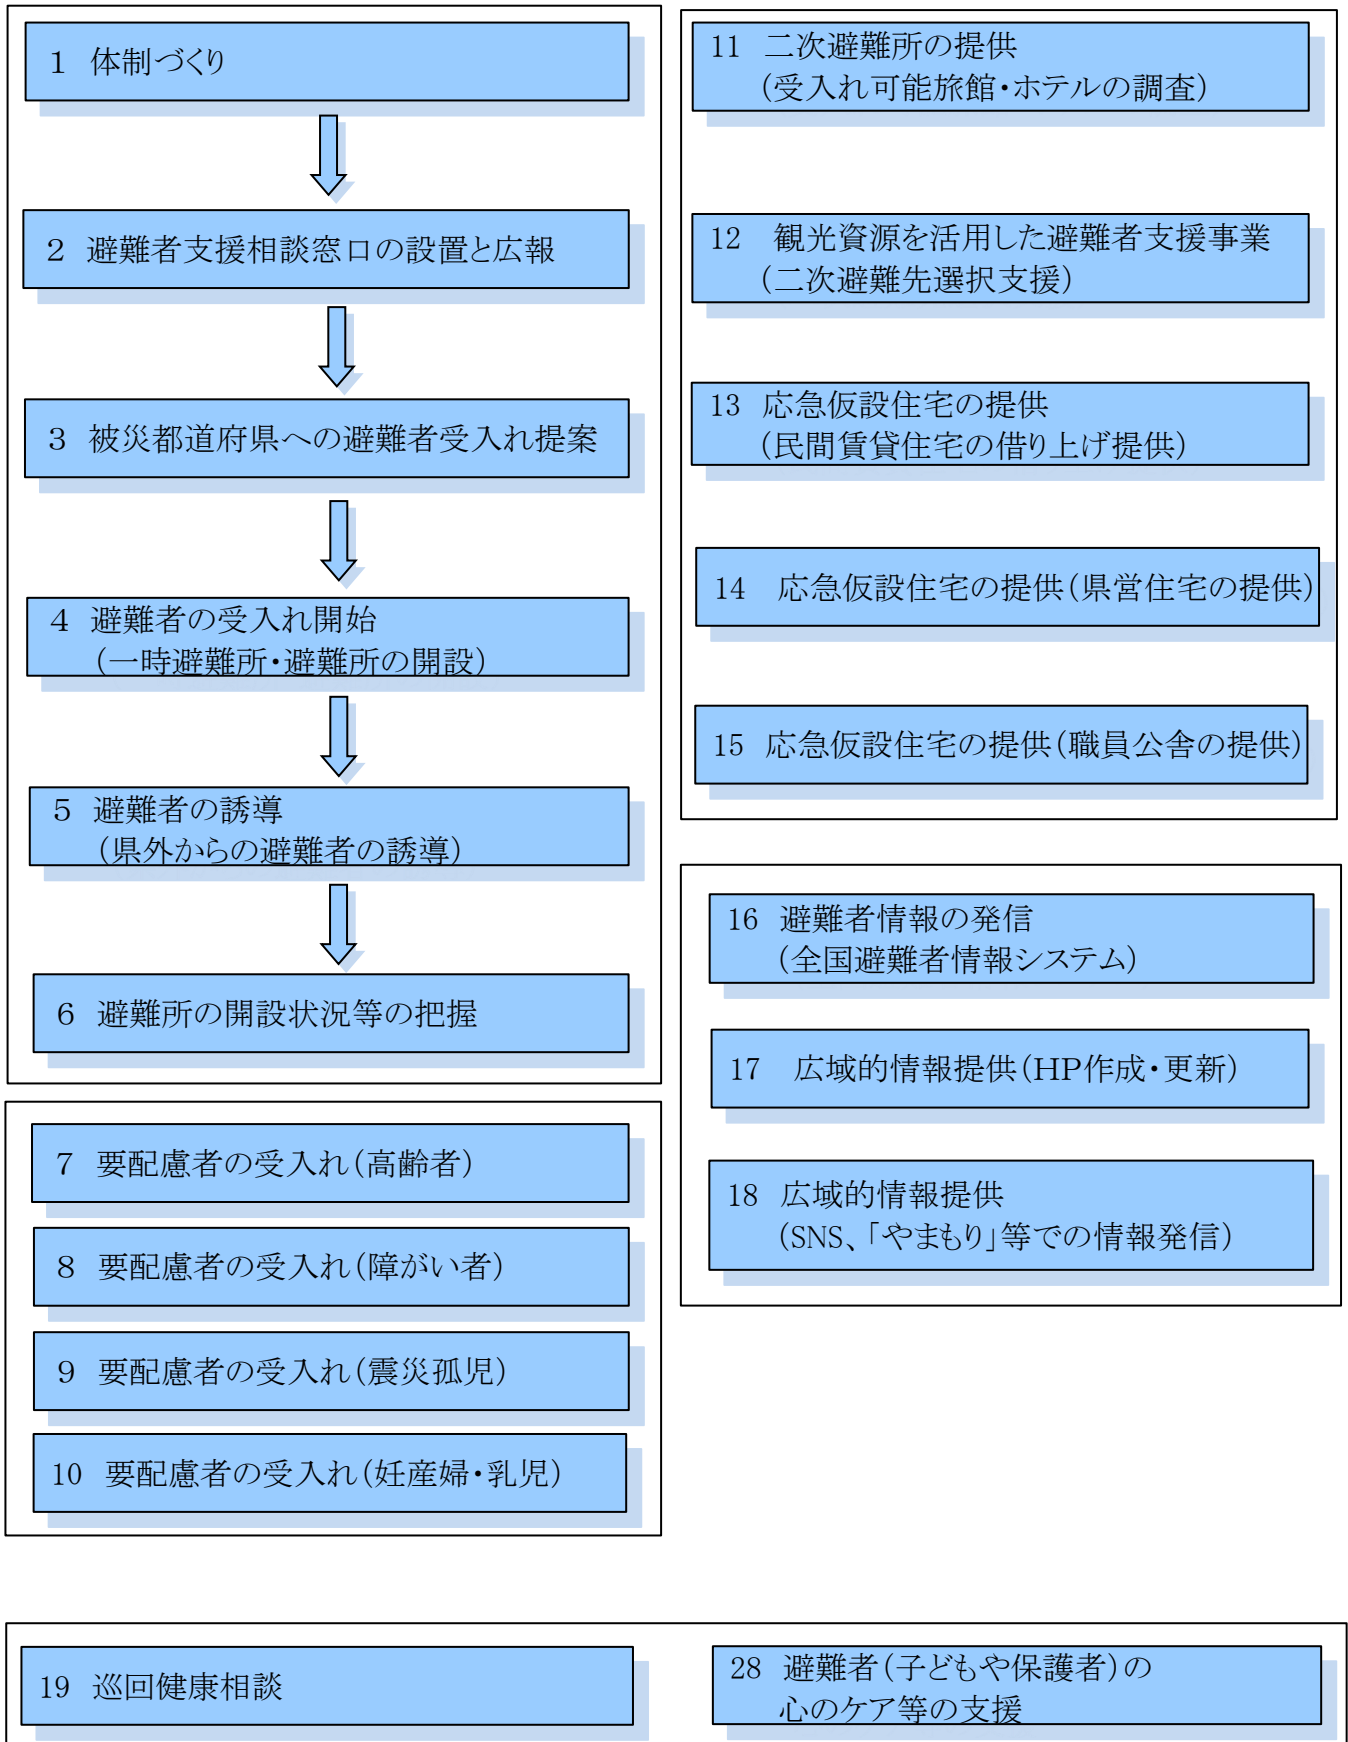 1 体制づくり
2 避難者支援相談窓口の設置と広報
3 被災都道府県への避難者受入れ提案
4 避難者の受入れ開始
(一時避難所・避難所の開設)
5 避難者の誘導
(県外からの避難者の誘導)
6 避難所の開設状況等の把握
7 要配慮者の受入れ(高齢者)
8 要配慮者の受入れ(障がい者)
9 要配慮者の受入れ(震災孤児)
10 要配慮者の受入れ(妊産婦・乳児)
11 二次避難所の提供
(受入れ可能旅館・ホテルの調査)
12 観光資源を活用した避難者支援事業
(二次避難先選択支援)
13 応急仮設住宅の提供
(民間賃貸住宅の借り上げ提供)
14 応急仮設住宅の提供(県営住宅の提供)
15 応急仮設住宅の提供(職員公舎の提供)
16 避難者情報の発信
(全国避難者情報システム)
17 広域的情報提供(HP作成・更新)
18 広域的情報提供
(SNS、「やまもり」等での情報発信)
19 巡回健康相談
28 避難者(子どもや保護者)の
心のケア等の支援